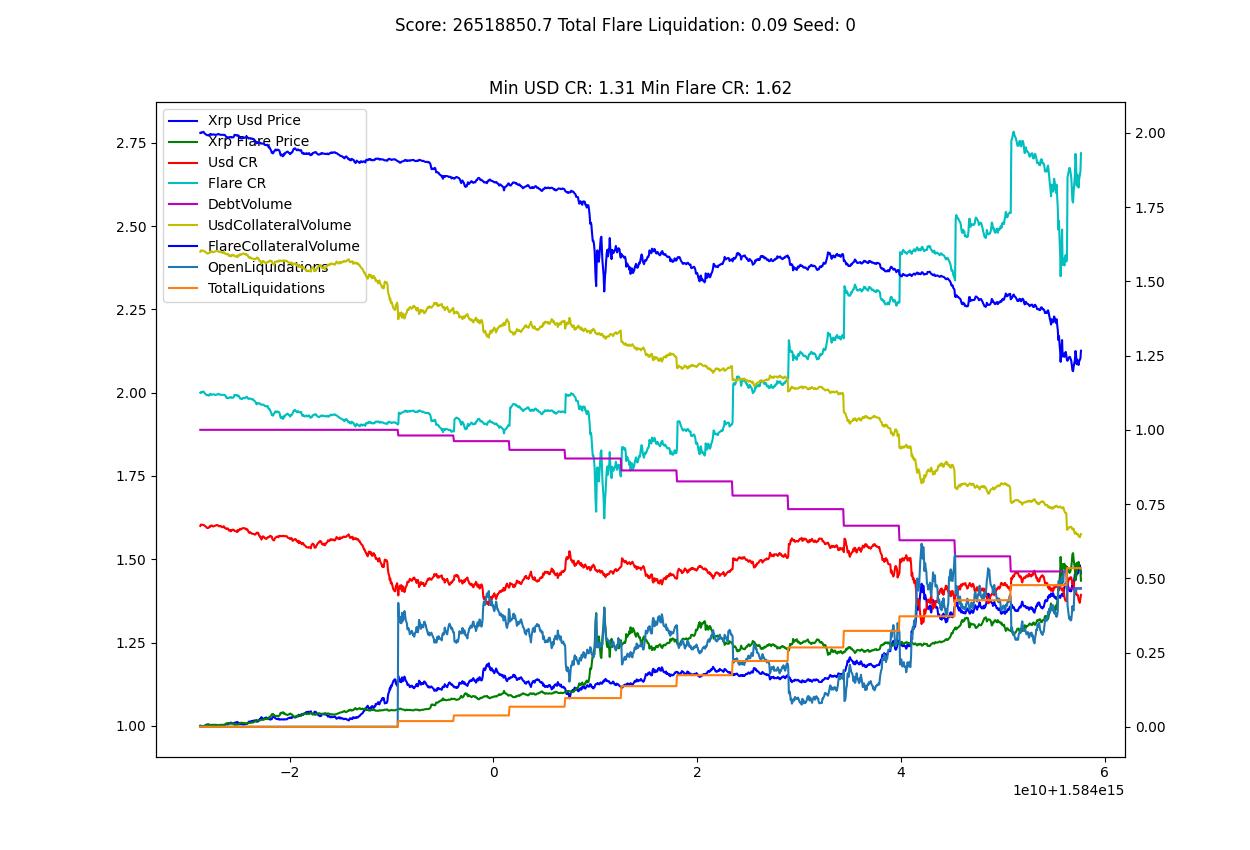 Score: 26518850.7 Total Flare Liquidation: 0.09 Seed: 0
Min USD CR: 1.31 Min Flare CR: 1.62
Xrp Usd Price
Xrp Flare Price
Usd CR
Flare CR
DebtVolume
UsdCollateralVolume
FlareCollateralVolume
OpenLiquidations
TotalLiquidations
2.75
2.50
2.25
2.00
1.75
1.50
1.25
1.00
2.00
1.75
1.50
1.25
1.00
0.75
0.50
0.25
0.00
−2
0
2
4
6
1e10+1.584e15